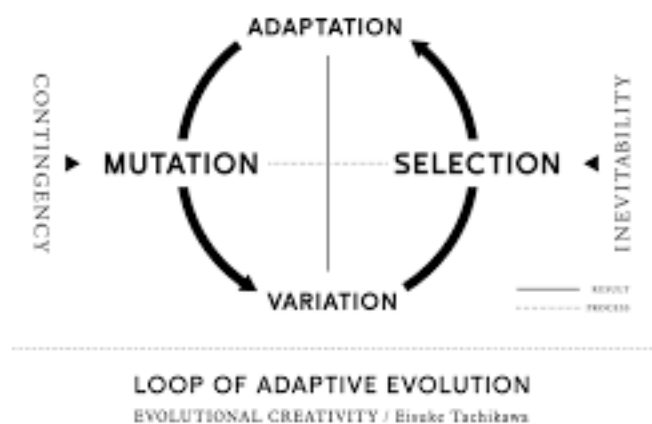 ADAPTATION
CONTINGENCY
MUTATION
SELECTION
INEVITABILITY
VARIATION
RESULT
PROCESS
LOOP OF ADAPTIVE EVOLUTION
EVOLUTIONAL CREATIVITY / Eisuke Tachikawa